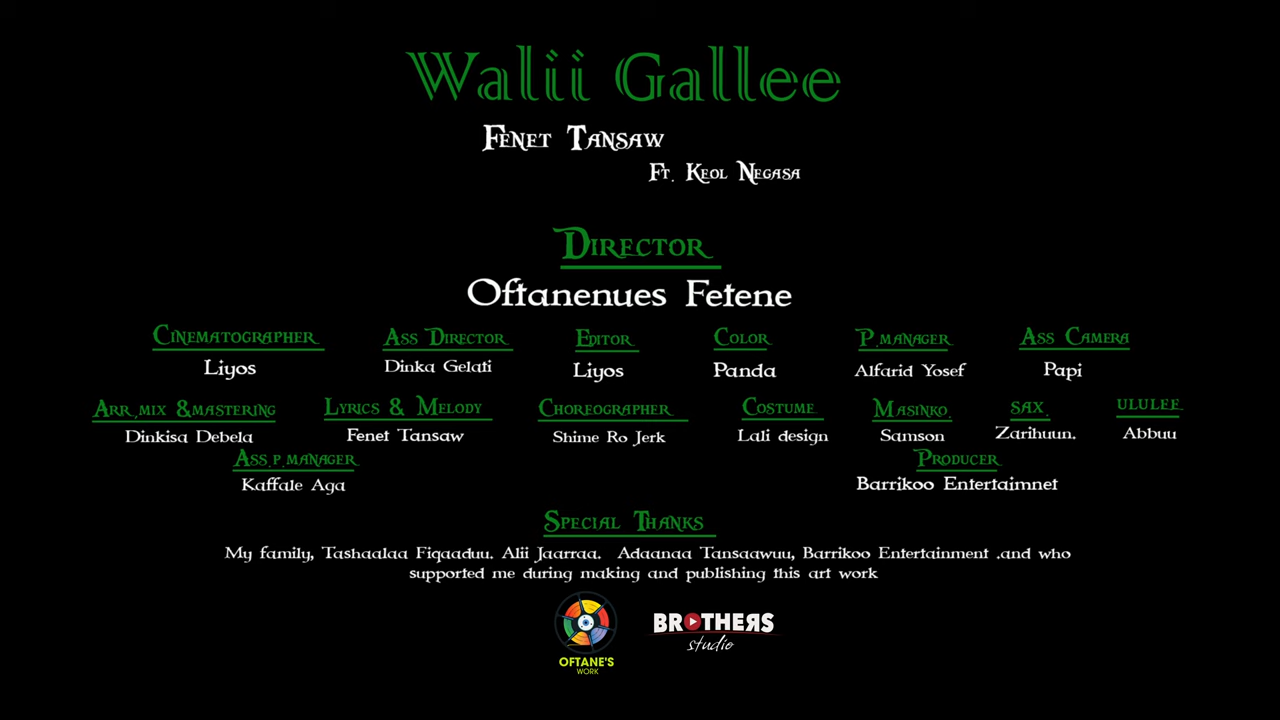 Walii Gallee
Fenet Tansaw
Ft. Keol Negasa
Director
Oftanenues Fetene
Cinematographer Ass Director Editor Color P.manager Ass Camera
Liyos Dinka Gelati Liyos Panda Alfarid Yosef Papi
Arr,mix &mastering Lyrics & Melody Choreographer Costume Masinko. sax. ululee
Dinkisa Debela Fenet Tansaw Shime Ro Jerk Lali design Samson Zarihuun. Abbuu
Ass.p.manager Producer
Kaffale Aga Barrikoo Entertaimnet
Special Thanks
My family, Tashaalaa Fiqaaduu. Alii Jaarraa. Adaanaa Tansaawuu, Barrikoo Entertainment .and who
supported me during making and publishing this art work
OFTANE'S
WORK
BROTHERS
studio